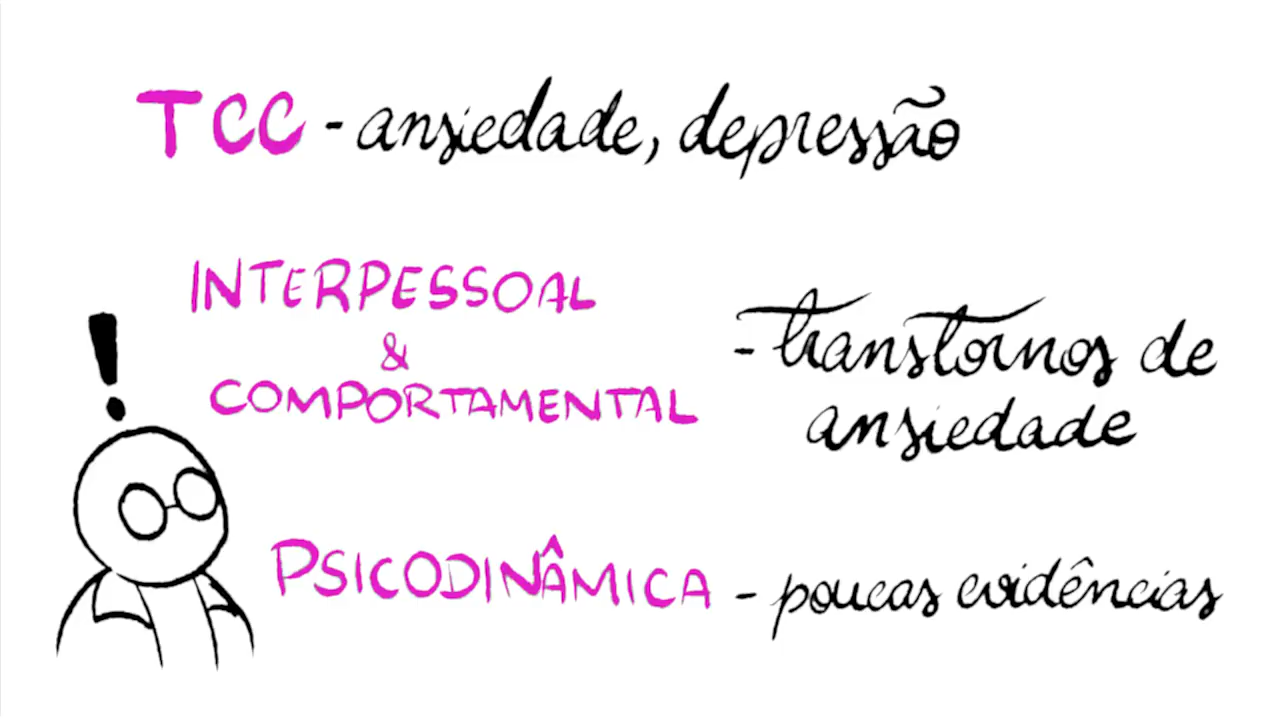 TCC - ansiedade, depressão
INTERPESSOAL
&
COMPORTAMENTAL
- transtornos de
ansiedade
!
PSICODINÂMICA - poucas evidências